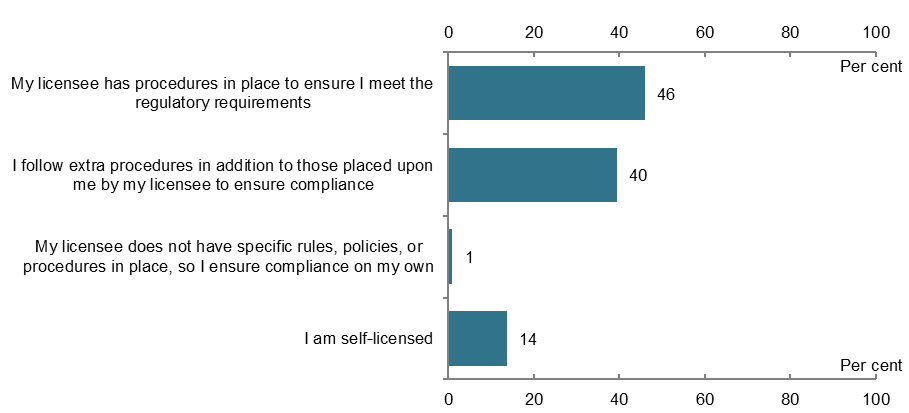 0 20 40 60 80 100
Per cent
My licensee has procedures in place to ensure I meet the
regulatory requirements
46
I follow extra procedures in addition to those placed upon
me by my licensee to ensure compliance
40
My licensee does not have specific rules, policies, or
procedures in place, so I ensure compliance on my own
1
I am self-licensed
14
Per cent
0 20 40 60 80 100